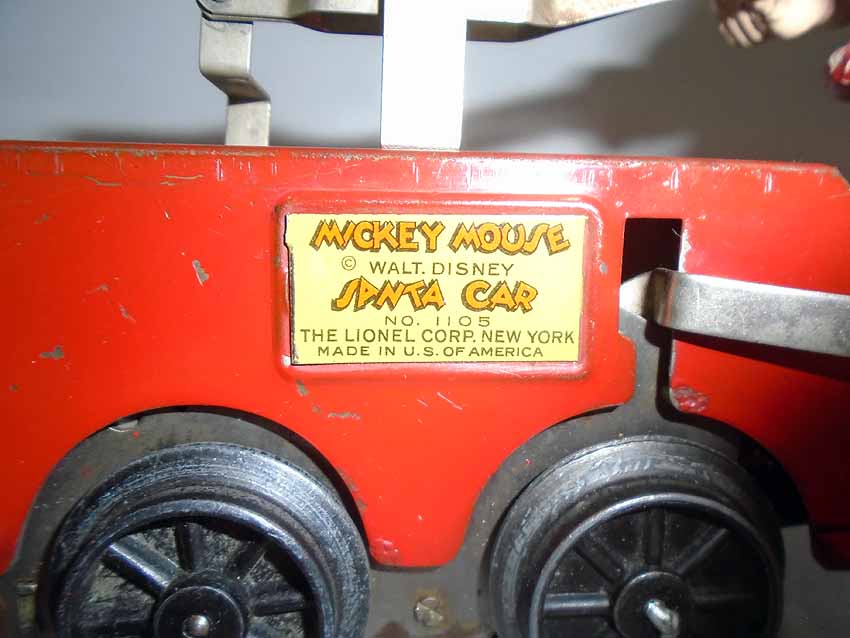 MICKEY MOUSE
© WALT. DISNEY
SANTA CAR
NO. 1105
THE LIONEL CORP. NEW YORK
MADE IN U.S. OF AMERICA